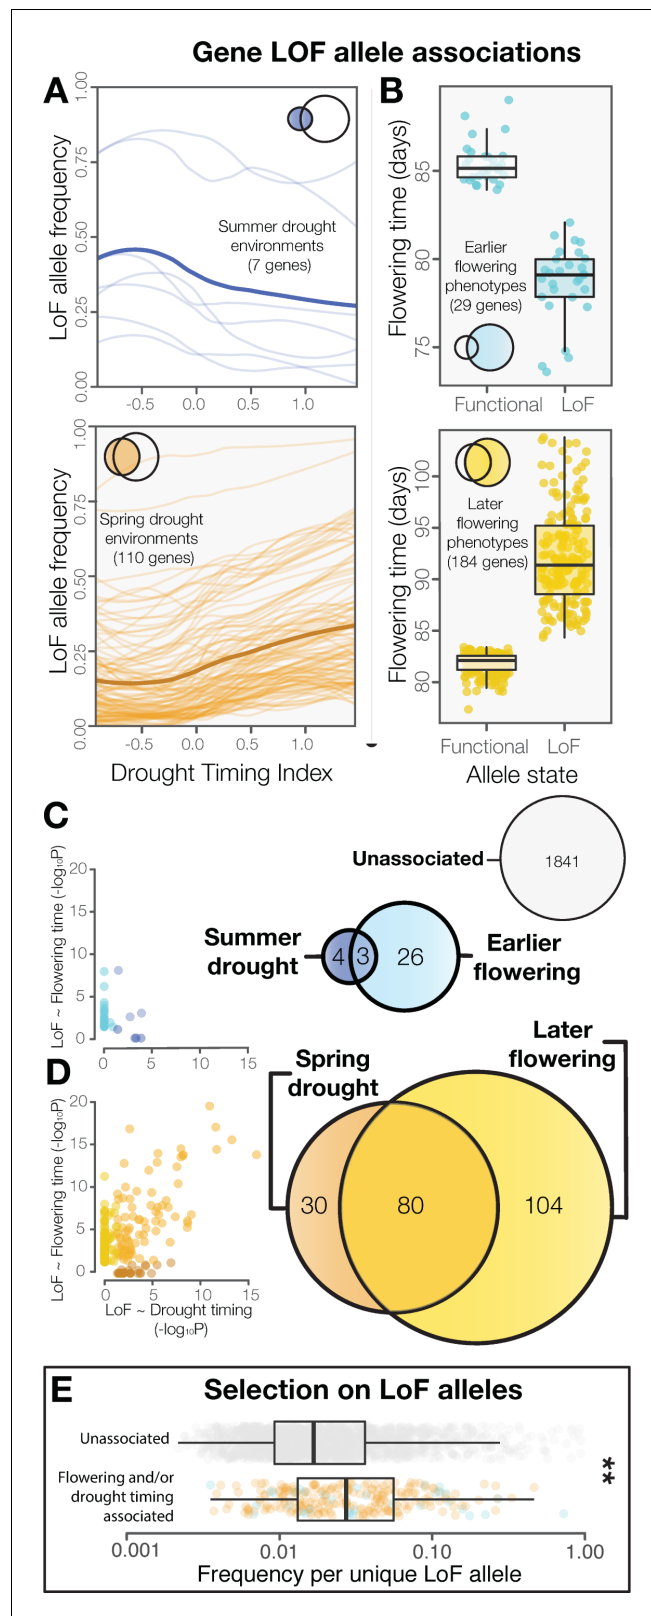 Gene LOF allele associations
A
LoF allele frequency
1.00
0.75
0.50
0.25
0.00
Summer drought
environments
(7 genes)
-0.5
0.0
0.5
1.0
B
Flowering time (days)
85
80
75
Earlier
flowering
phenotypes
(29 genes)
Functional
LoF
LoF allele frequency
1.00
0.75
0.50
0.25
0.00
Spring drought
environments
(110 genes)
-0.5
0.0
0.5
1.0
Drought Timing Index
Flowering time (days)
100
95
90
85
80
Later
flowering
phenotypes
(184 genes)
Functional
LoF
Allele state
C
LoF ~ Flowering time (-log₁₀P)
20
15
10
5
0
0
5
10
15
Unassociated
1841
Summer
drought
4
3
26
Earlier
flowering
D
LoF ~ Flowering time (-log₁₀P)
20
15
10
5
0
0
5
10
15
LoF ~ Drought timing
(-log₁₀P)
Spring
drought
Later
flowering
30
80
104
E
Selection on LoF alleles
Unassociated
Flowering and/or
drought timing
associated
**
0.001
0.01
0.10
1.00
Frequency per unique LoF allele